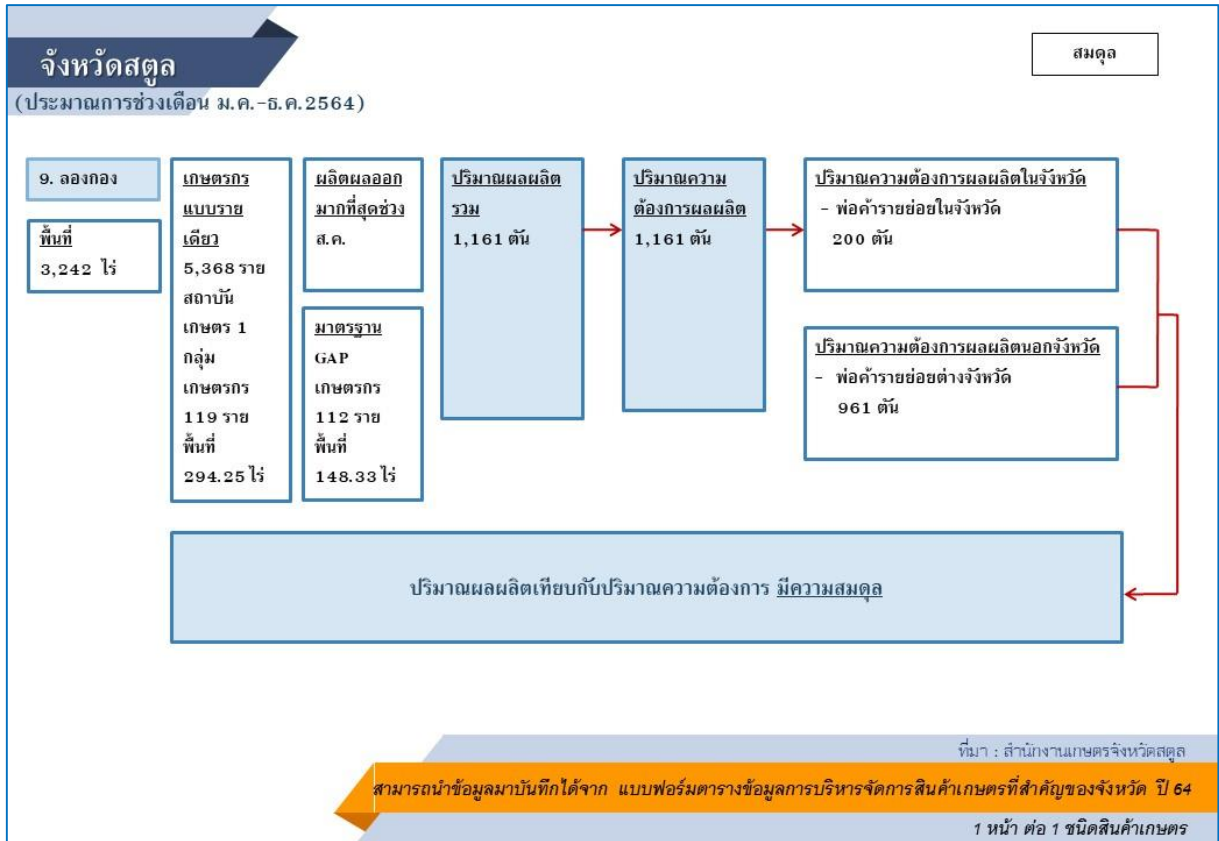 จังหวัดสตูล
สมดุล
(ประมาณการช่วงเดือน ม.ค.-ธ.ค.2564)
9. ลองกอง
พื้นที่
3,242 ไร่
เกษตรกร
แบบราย
เดียว
5,368 ราย
สถาบัน
เกษตร 1
กลุ่ม
เกษตรกร
119 ราย
พื้นที่
294.25 ไร่
ผลิตผลออก
มากที่สุดช่วง
ส.ค.
มาตรฐาน
GAP
เกษตรกร
112 ราย
พื้นที่
148.33 ไร่
ปริมาณผลผลิต
รวม
1,161 ตัน
ปริมาณความ
ต้องการผลผลิต
1,161 ตัน
ปริมาณความต้องการผลผลิตในจังหวัด
- พ่อค้ารายย่อยในจังหวัด
200 ตัน
ปริมาณความต้องการผลผลิตนอกจังหวัด
- พ่อค้ารายย่อยต่างจังหวัด
961 ตัน
ปริมาณผลผลิตเทียบกับปริมาณความต้องการ มีความสมดุล
ที่มา : สำนักงานเกษตรจังหวัดสตูล
สามารถนำข้อมูลมาบันทึกได้จาก แบบฟอร์มตารางข้อมูลการบริหารจัดการสินค้าเกษตรที่สำคัญของจังหวัด ปี 64
1 หน้า ต่อ 1 ชนิดสินค้าเกษตร